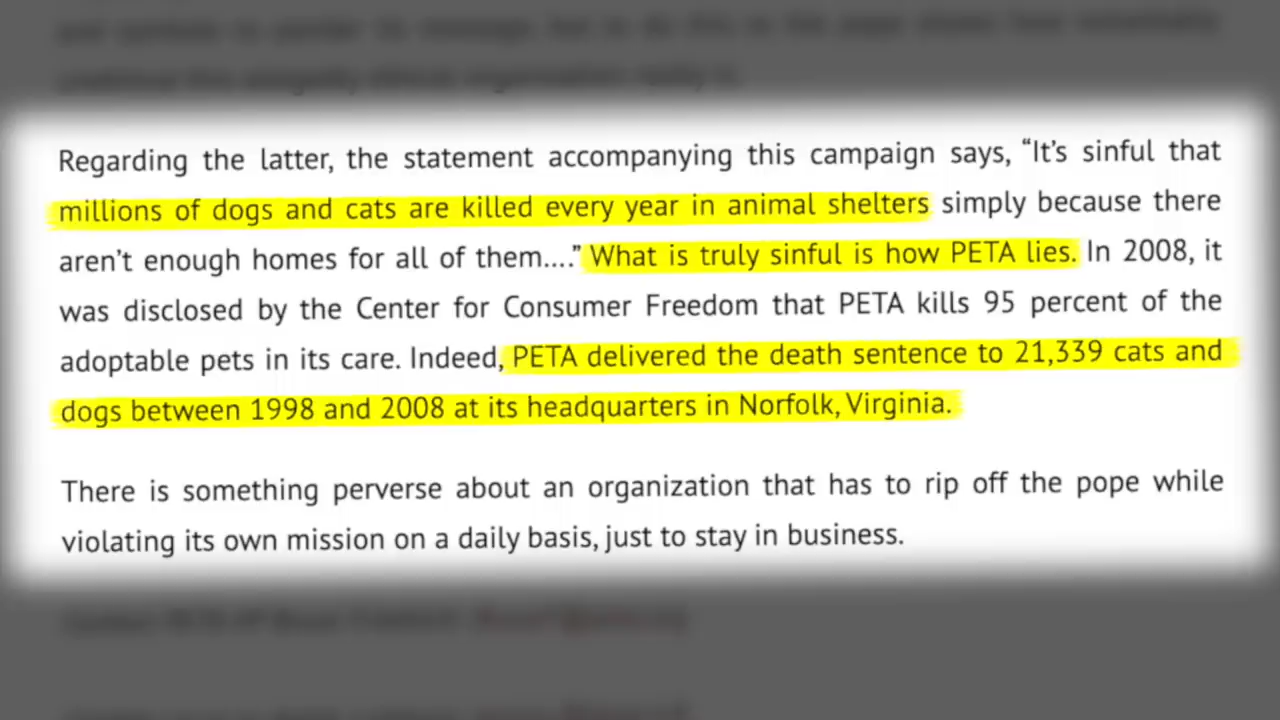 Regarding the latter, the statement accompanying this campaign says, “It’s sinful that
millions of dogs and cats are killed every year in animal shelters simply because there
aren’t enough homes for all of them....” What is truly sinful is how PETA lies. In 2008, it
was disclosed by the Center for Consumer Freedom that PETA kills 95 percent of the
adoptable pets in its care. Indeed, PETA delivered the death sentence to 21,339 cats and
dogs between 1998 and 2008 at its headquarters in Norfolk, Virginia.
There is something perverse about an organization that has to rip off the pope while
violating its own mission on a daily basis, just to stay in business.